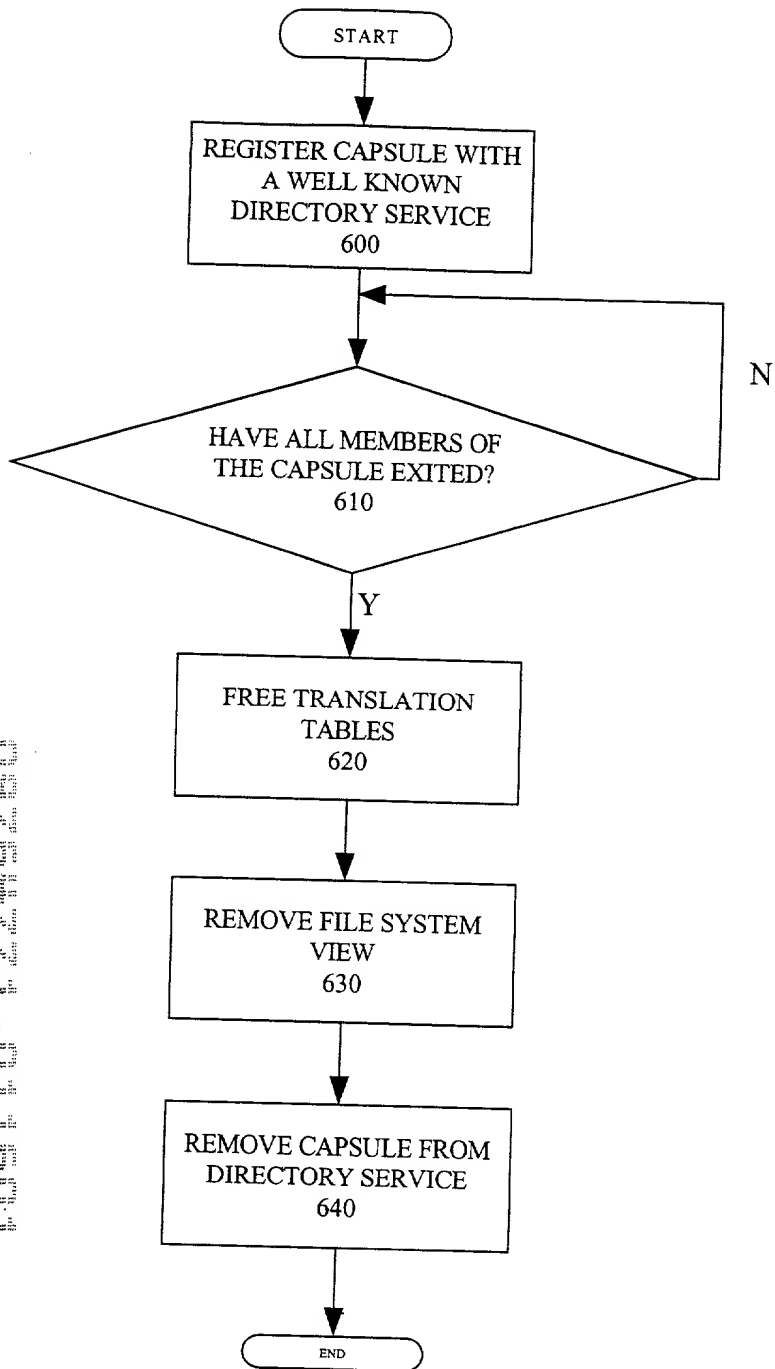 START
REGISTER CAPSULE WITH
A WELL KNOWN
DIRECTORY SERVICE
600
N
HAVE ALL MEMBERS OF
THE CAPSULE EXITED?
610
Y
FREE TRANSLATION
TABLES
620
REMOVE FILE SYSTEM
VIEW
630
REMOVE CAPSULE FROM
DIRECTORY SERVICE
640
END